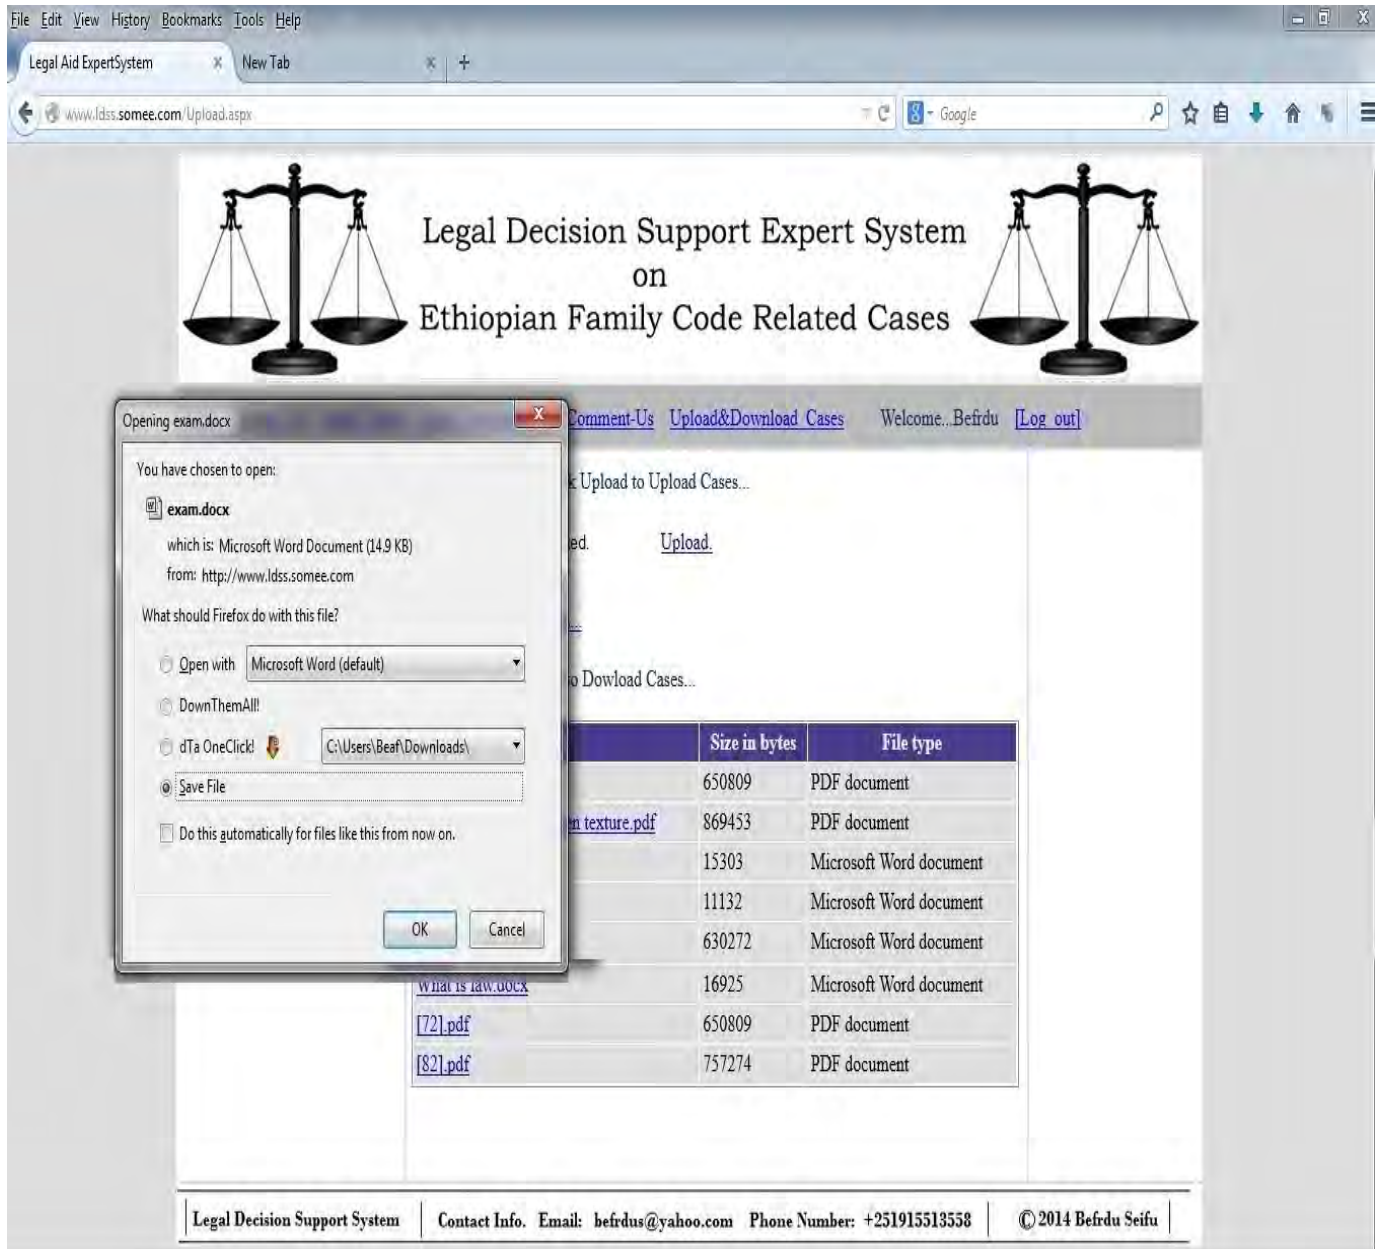 File Edit View History Bookmarks Tools Help
Legal Aid ExpertSystem x New Tab x +
www.ldss.somee.com/Upload.aspx Google
Legal Decision Support Expert System
on
Ethiopian Family Code Related Cases
Comment-Us Upload&Download Cases Welcome...Befrdu [Log out]
Upload to Upload Cases...
ed. Upload.
...
o Dowload Cases...
Opening exam.docx X
You have chosen to open:
exam.docx
which is: Microsoft Word Document (14.9 KB)
from: http://www.ldss.somee.com
What should Firefox do with this file?
Open with Microsoft Word (default)
DownThemAll!
dTa OneClick! C:\Users\Beaf\Downloads\
Save File
Do this automatically for files like this from now on.
OK Cancel
Size in bytes File type
650809 PDF document
en texture.pdf 869453 PDF document
15303 Microsoft Word document
11132 Microsoft Word document
630272 Microsoft Word document
What is law.docx 16925 Microsoft Word document
[72].pdf 650809 PDF document
[82].pdf 757274 PDF document
Legal Decision Support System Contact Info. Email: befrdus@yahoo.com Phone Number: +251915513558 © 2014 Befrdu Seifu